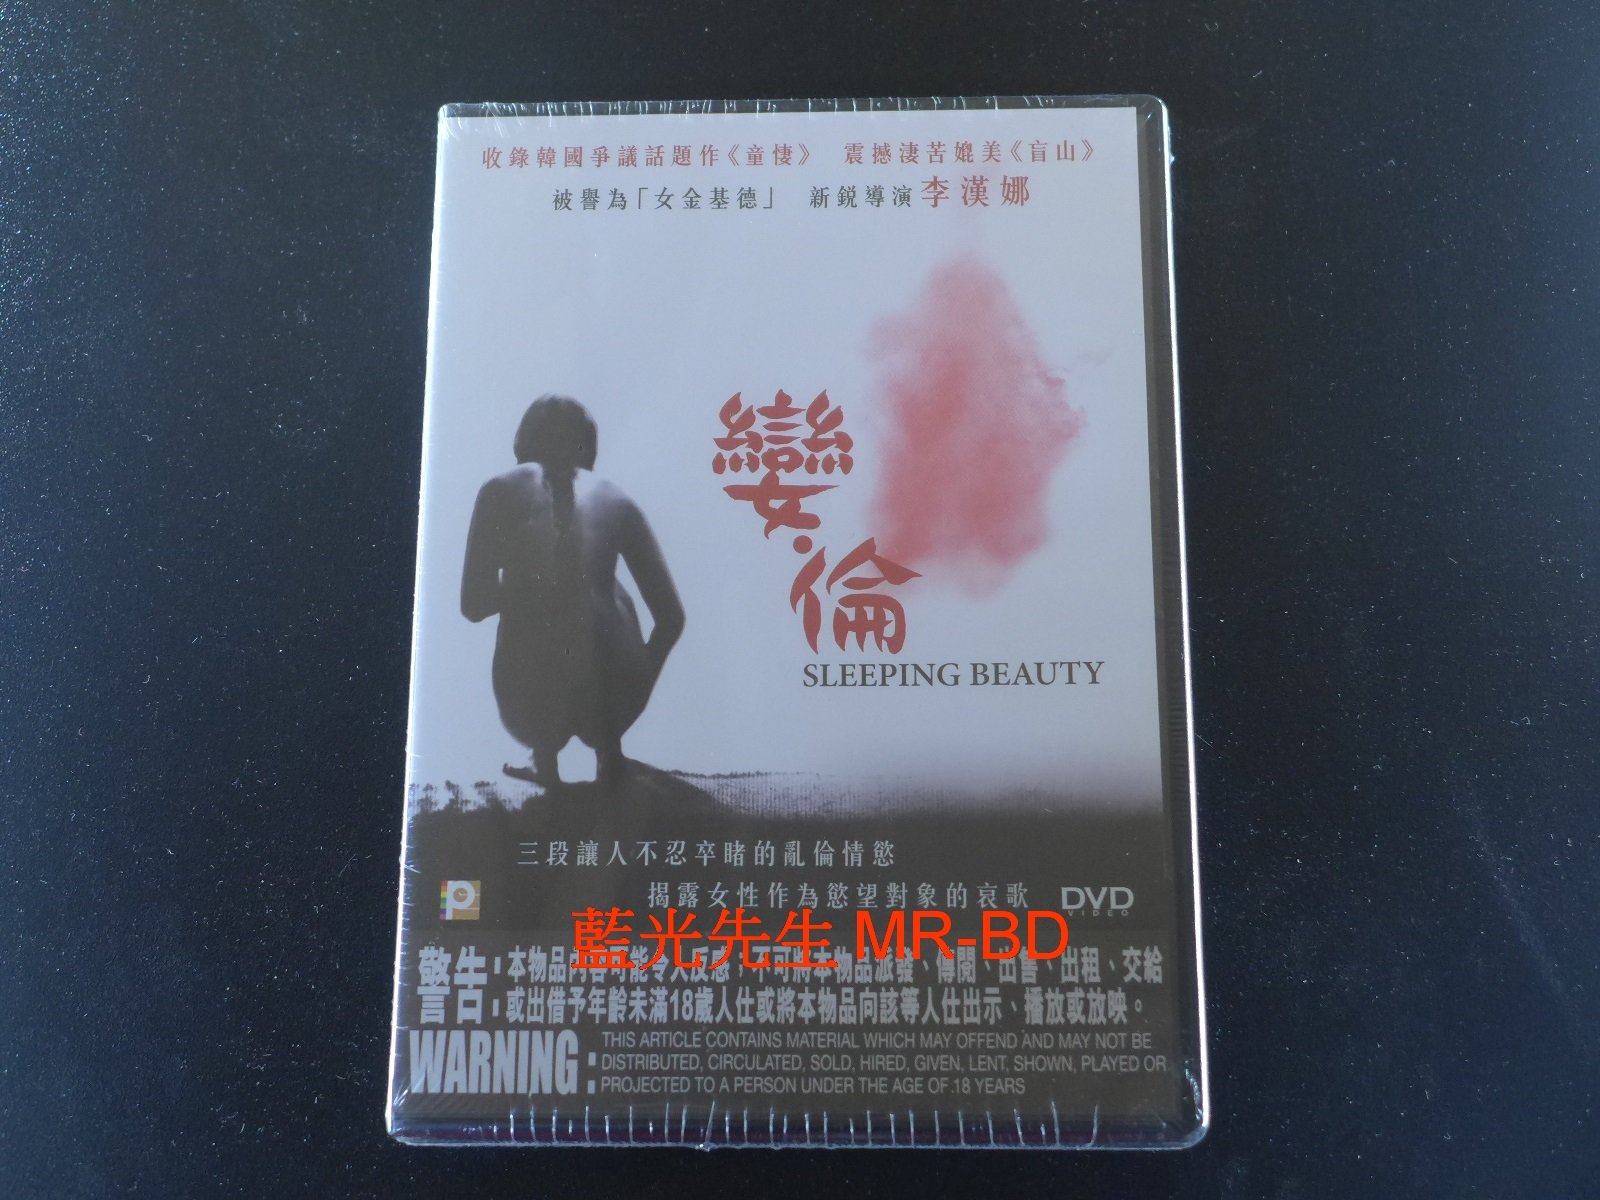 收錄韓國爭議話題作《童悽》 震撼淒苦媲美《盲山》
被譽為「女金基德」 新銳導演李漢娜
孌・倫
SLEEPING BEAUTY
三段讓人不忍卒睹的亂倫情慾
揭露女性作為慾望對象的哀歌
DVD
VIDEO
藍光先生 MR-BD
警告：本物品內容可能令人反感；不可將本物品派發、傳閱、出售、出租、交給
或出借予年齡未滿18歲人仕或將本物品向該等人仕出示、播放或放映。
WARNING: THIS ARTICLE CONTAINS MATERIAL WHICH MAY OFFEND AND MAY NOT BE
DISTRIBUTED, CIRCULATED, SOLD, HIRED, GIVEN, LENT, SHOWN, PLAYED OR
PROJECTED TO A PERSON UNDER THE AGE OF 18 YEARS